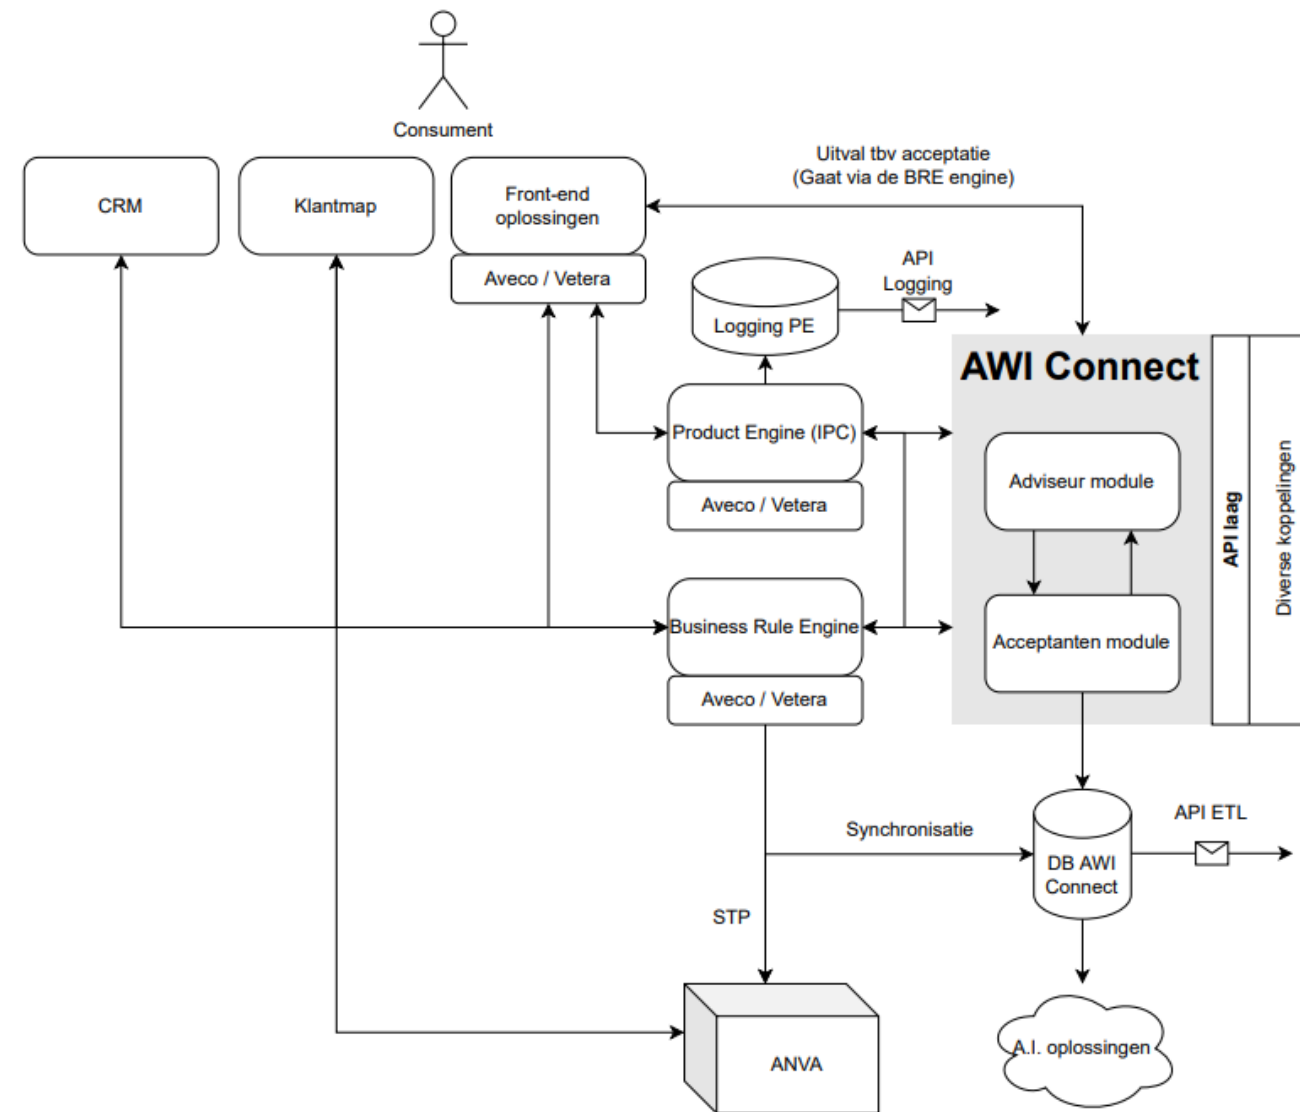 Consument
CRM
Klantmap
Front-end
oplossingen
Aveco / Vetera
Uitval tbv acceptatie
(Gaat via de BRE engine)
API
Logging
Logging PE
AWI Connect
Product Engine (IPC)
Aveco / Vetera
Adviseur module
API laag
Diverse koppelingen
Business Rule Engine
Aveco / Vetera
Acceptanten module
Synchronisatie
API ETL
DB AWI
Connect
STP
ANVA
A.I. oplossingen